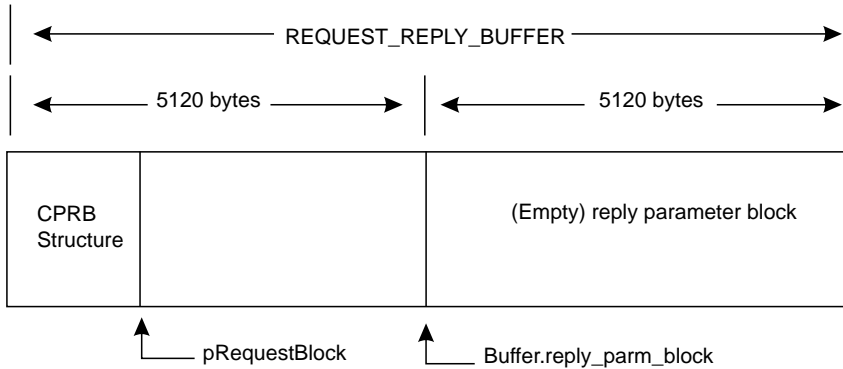 REQUEST_REPLY_BUFFER
5120 bytes
5120 bytes
CPRB
Structure
(Empty) reply parameter block
pRequestBlock
Buffer.reply_parm_block